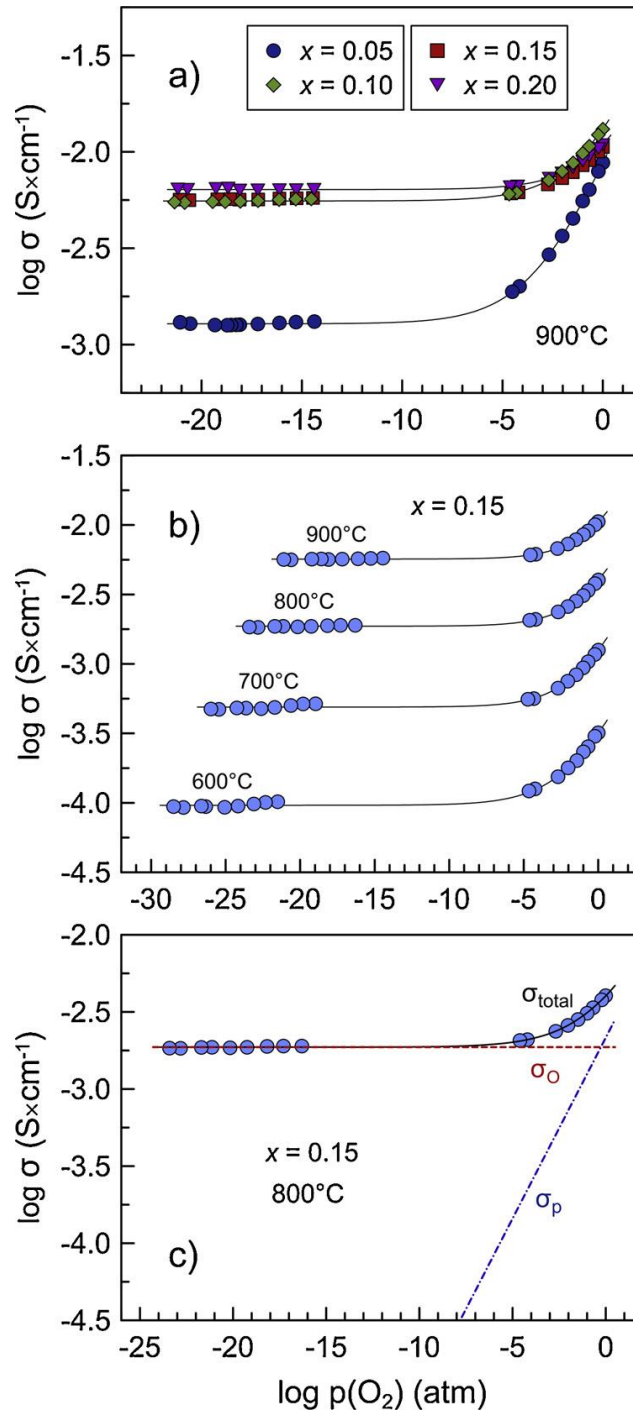 a)
x = 0.05 x = 0.15
x = 0.10 x = 0.20
-1.5
-2.0
-2.5
-3.0
log σ (S×cm⁻¹)
900°C
-20 -15 -10 -5 0
b)
x = 0.15
-1.5
-2.0
-2.5
-3.0
-3.5
-4.0
-4.5
log σ (S×cm⁻¹)
900°C
800°C
700°C
600°C
-30 -25 -20 -15 -10 -5 0
-2.0
-2.5
-3.0
-3.5
-4.0
-4.5
log σ (S×cm⁻¹)
σtotal
σO
x = 0.15
800°C
σp
c)
-25 -20 -15 -10 -5 0
log p(O₂) (atm)